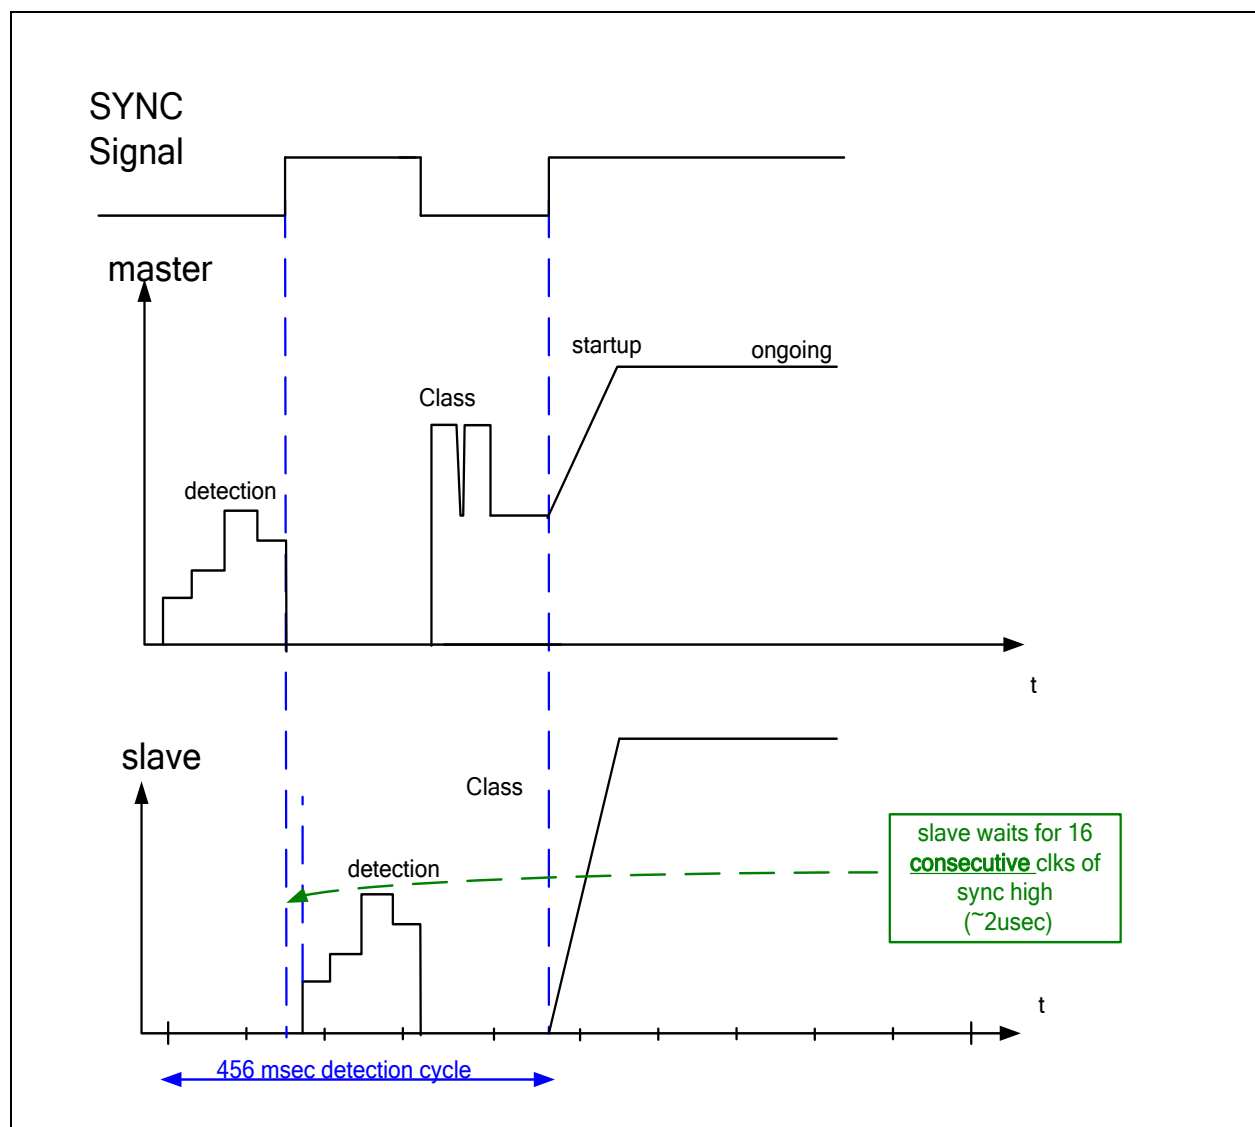 SYNC
Signal
master
startup
ongoing
Class
detection
t
slave
Class
slave waits for 16
consecutive clks of
sync high
(~2usec)
detection
t
456 msec detection cycle